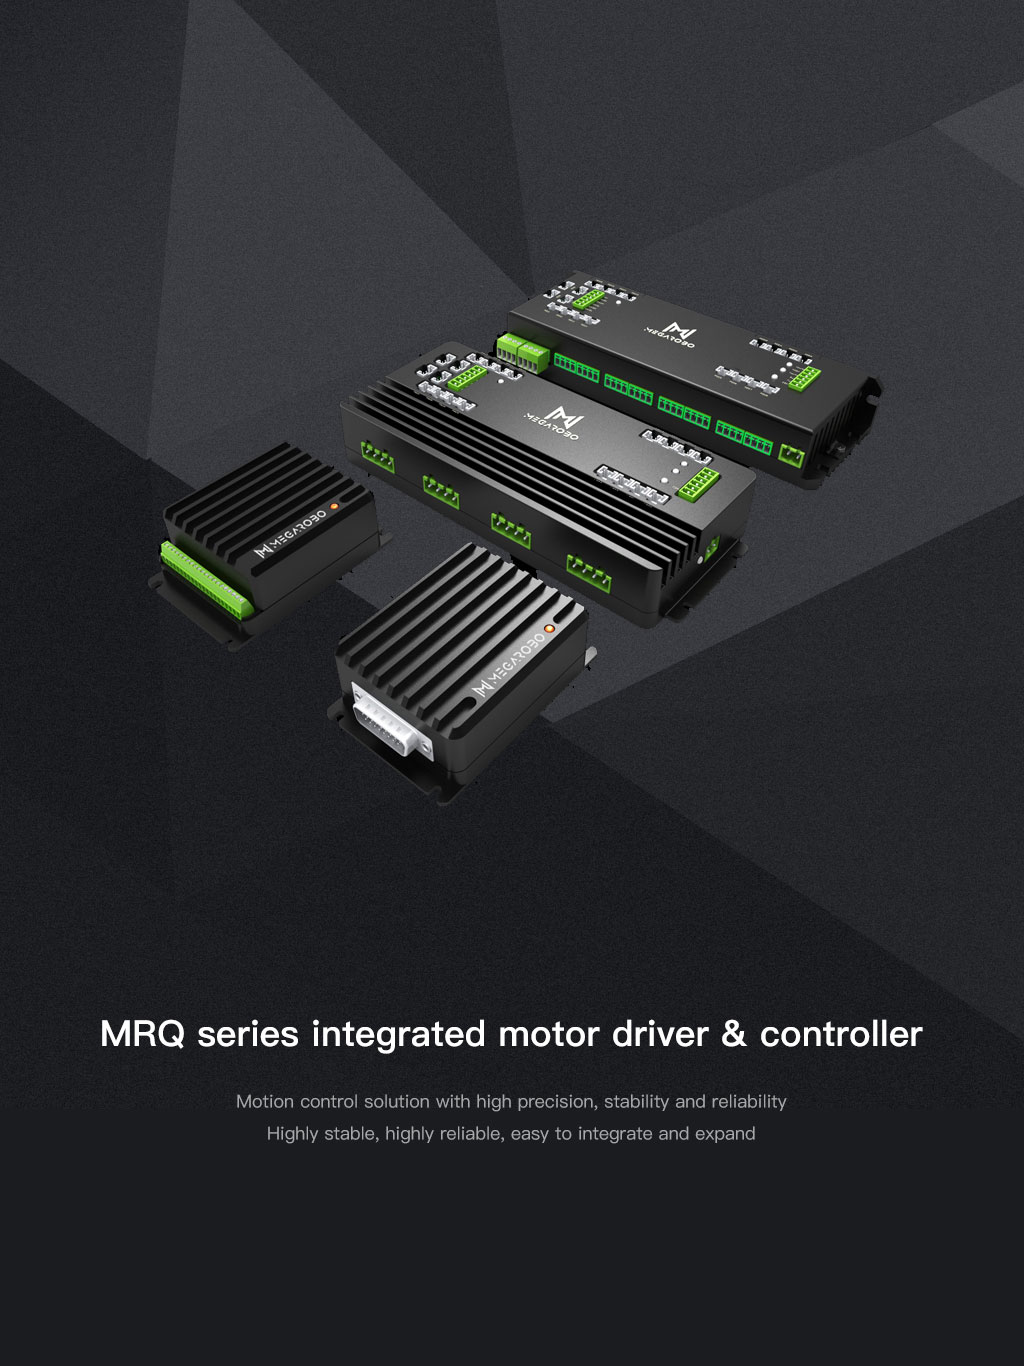 MEGAROBO
MEGAROBO
MEGAROBO
MEGAROBO
MRQ series integrated motor driver & controller
Motion control solution with high precision, stability and reliability
Highly stable, highly reliable, easy to integrate and expand